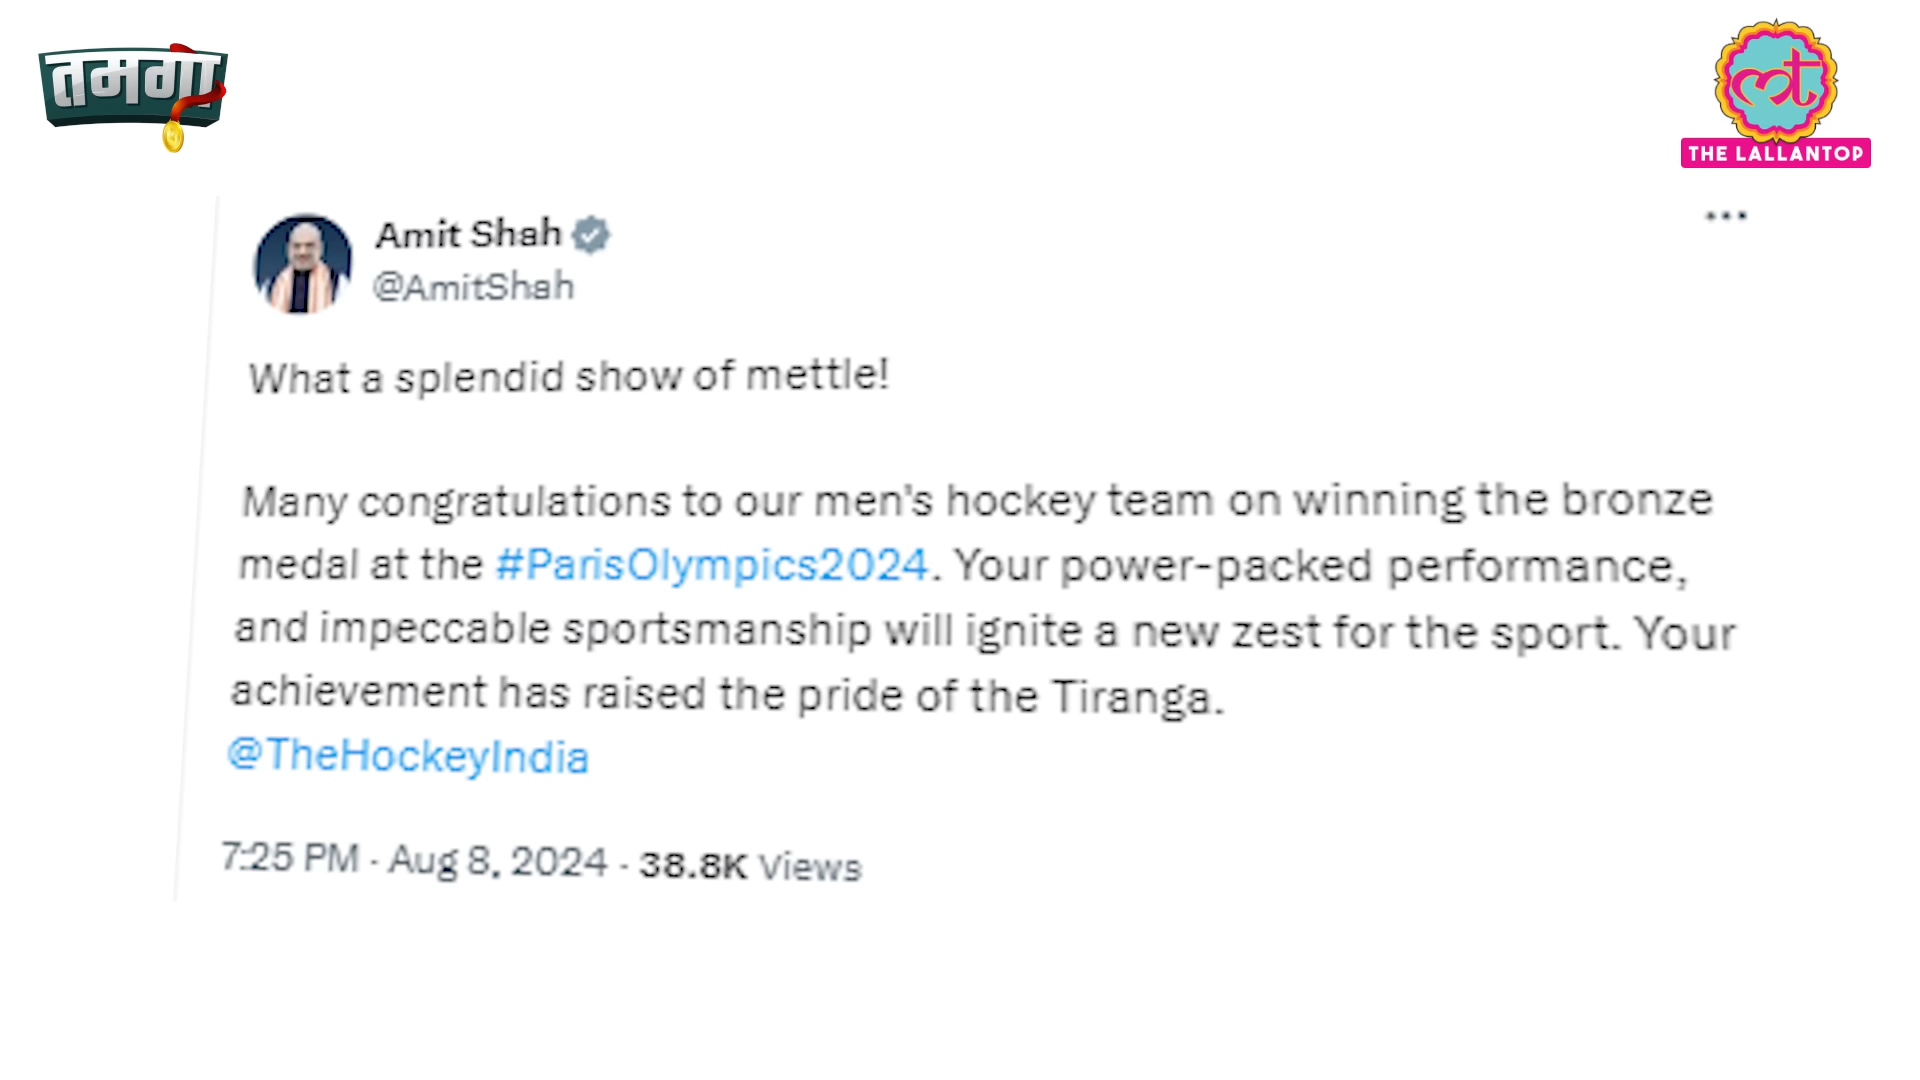 तमगा
THE LALLANTOP
Amit Shah
@AmitShah
What a splendid show of mettle!
Many congratulations to our men's hockey team on winning the bronze
medal at the #ParisOlympics2024. Your power-packed performance,
and impeccable sportsmanship will ignite a new zest for the sport. Your
achievement has raised the pride of the Tiranga.
@TheHockeyIndia
7:25 PM · Aug 8, 2024 · 38.8K Views